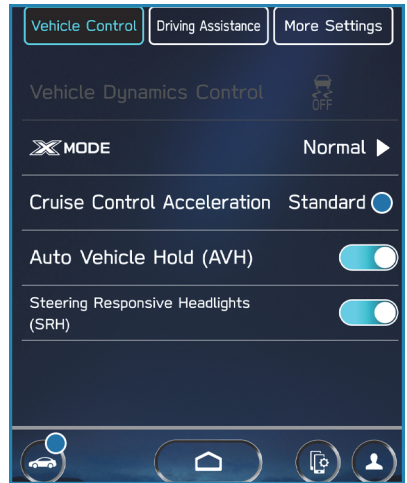 Vehicle Control Driving Assistance More Settings
Vehicle Dynamics Control OFF
X MODE Normal
Cruise Control Acceleration Standard
Auto Vehicle Hold (AVH)
Steering Responsive Headlights
(SRH)